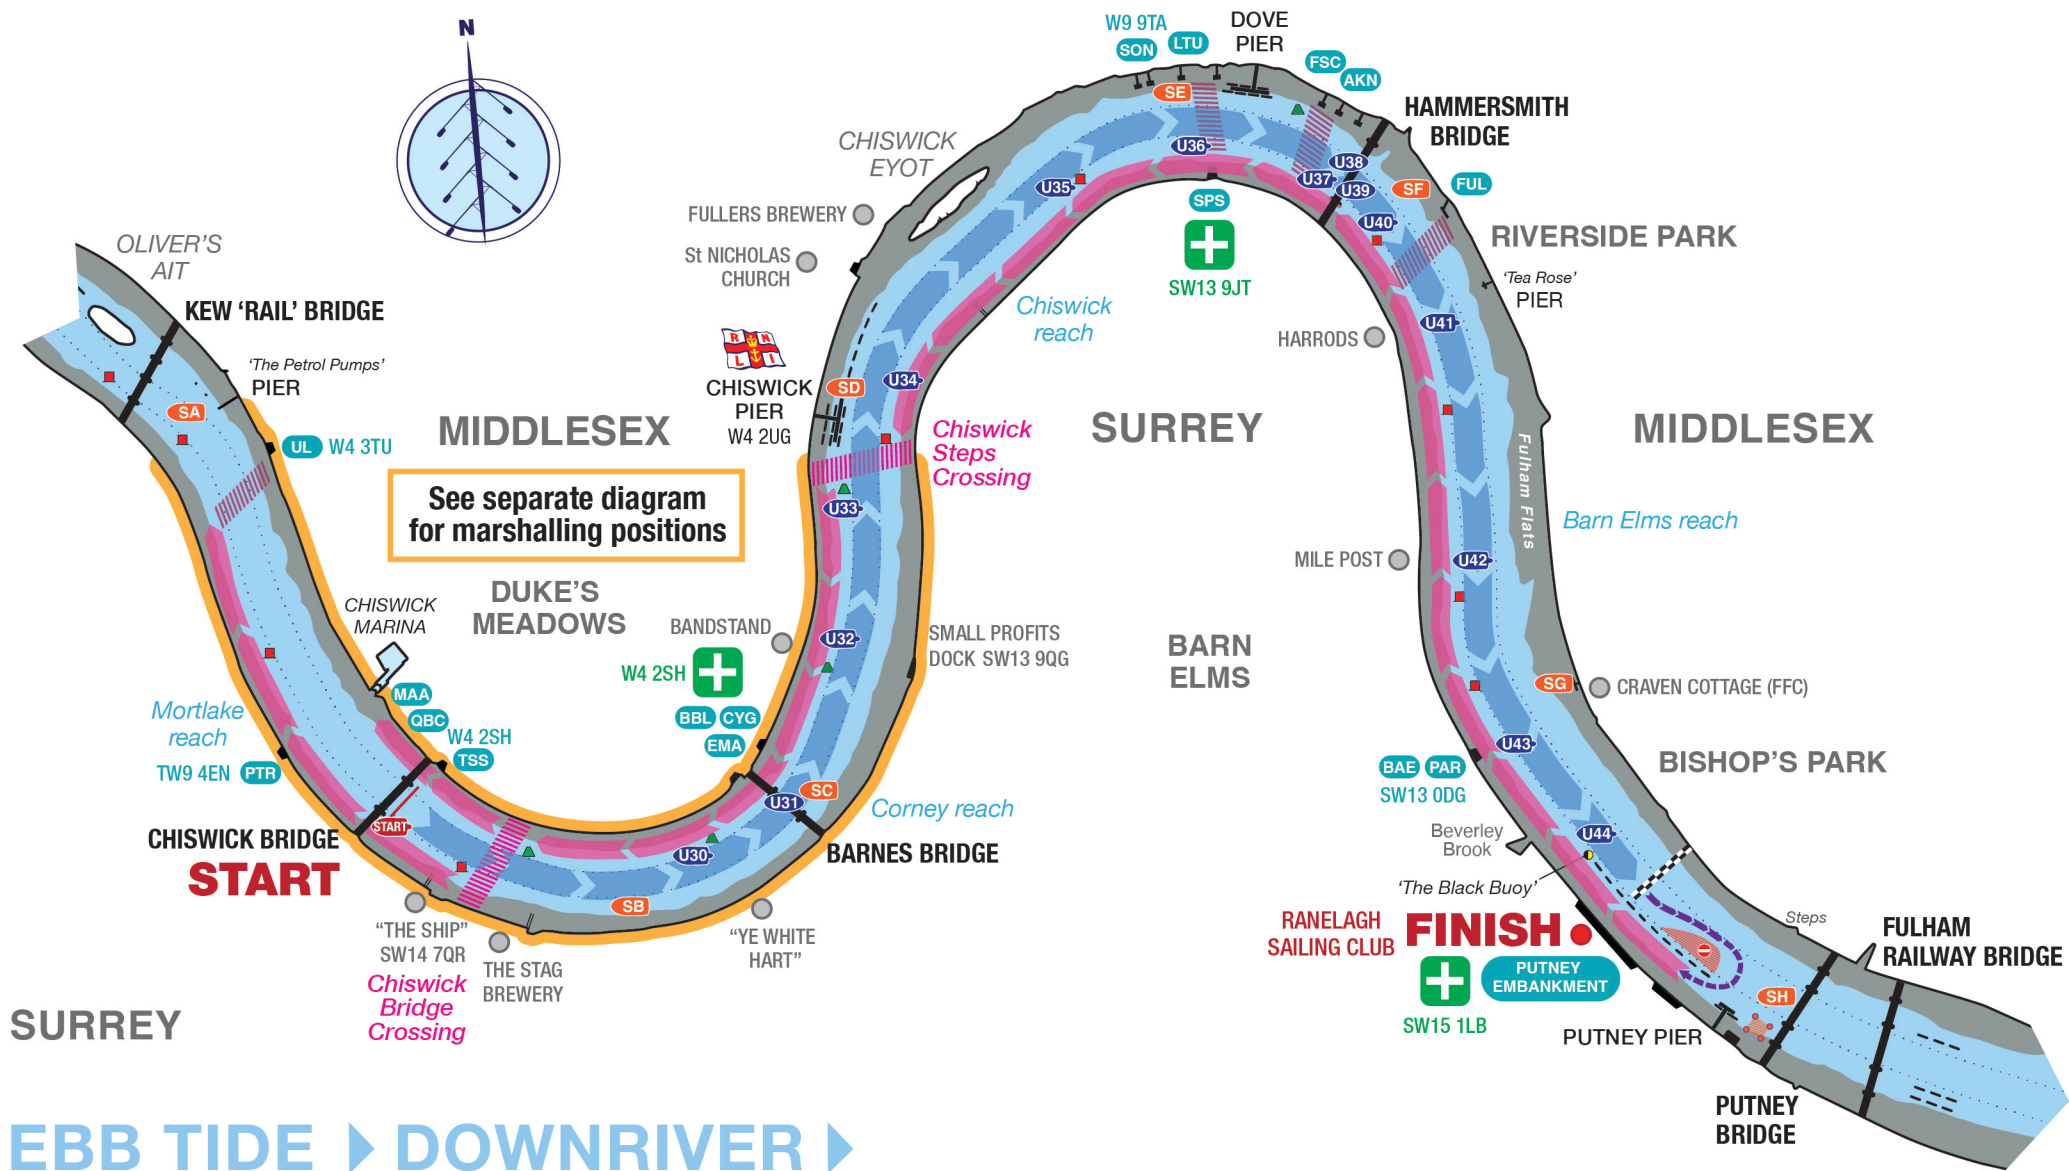 N
OLIVER'S
AIT
KEW ‘RAIL’ BRIDGE
‘The Petrol Pumps’
PIER
SA
UL W4 3TU
MIDDLESEX
See separate diagram
for marshalling positions
DUKE’S
MEADOWS
CHISWICK
MARINA
MAA
QBC
W4 2SH
TSS
Mortlake
reach
TW9 4EN PTR
CHISWICK BRIDGE
START
START
“THE SHIP”
SW14 7QR
Chiswick
Bridge
Crossing
THE STAG
BREWERY
SB
U30
“YE WHITE
HART”
BANDSTAND
W4 2SH
BBL CYG
EMA
U31
SC
Corney reach
BARNES BRIDGE
SMALL PROFITS
DOCK SW13 9QG
U32
U33
Chiswick
Steps
Crossing
R N
L I
CHISWICK
PIER
W4 2UG
SD
U34
St NICHOLAS
CHURCH
FULLERS BREWERY
CHISWICK
EYOT
Chiswick
reach
U35
W9 9TA
SON LTU
DOVE
PIER
SE
U36
SPS
SW13 9JT
FSC
AKN
HAMMERSMITH
BRIDGE
U37
U38
U39
U40
SF
FUL
RIVERSIDE PARK
‘Tea Rose’
PIER
HARRODS
U41
SURREY
MIDDLESEX
Fulham Flats
Barn Elms reach
MILE POST
U42
BARN
ELMS
SG
CRAVEN COTTAGE (FFC)
U43
BISHOP’S PARK
BAE PAR
SW13 0DG
Beverley
Brook
U44
‘The Black Buoy’
RANELAGH
SAILING CLUB
FINISH
PUTNEY
EMBANKMENT
SW15 1LB
Steps
FULHAM
RAILWAY BRIDGE
SH
PUTNEY PIER
PUTNEY
BRIDGE
SURREY
EBB TIDE DOWNRIVER